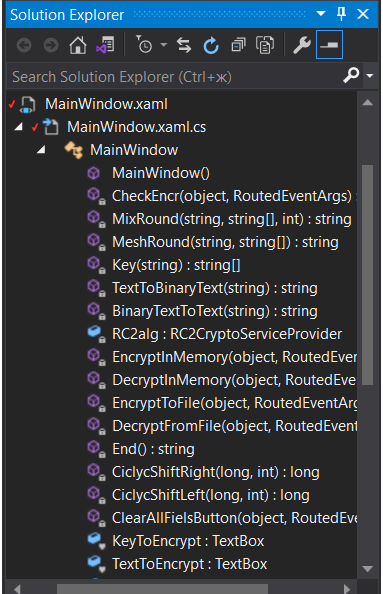 Solution Explorer
Search Solution Explorer (Ctrl+ж)
MainWindow.xaml
MainWindow.xaml.cs
MainWindow
MainWindow()
CheckEncr(object, RoutedEventArgs) :
MixRound(string, string[], int) : string
MeshRound(string, string[]) : string
Key(string) : string[]
TextToBinaryText(string) : string
BinaryTextToText(string) : string
RC2alg : RC2CryptoServiceProvider
EncryptInMemory(object, RoutedEver
DecryptInMemory(object, RoutedEve
EncryptToFile(object, RoutedEventArg
DecryptFromFile(object, RoutedEvent
End() : string
CiclycShiftRight(long, int) : long
CiclycShiftLeft(long, int) : long
ClearAllFielsButton(object, RoutedEve
KeyToEncrypt : TextBox
TextToEncrypt : TextBox